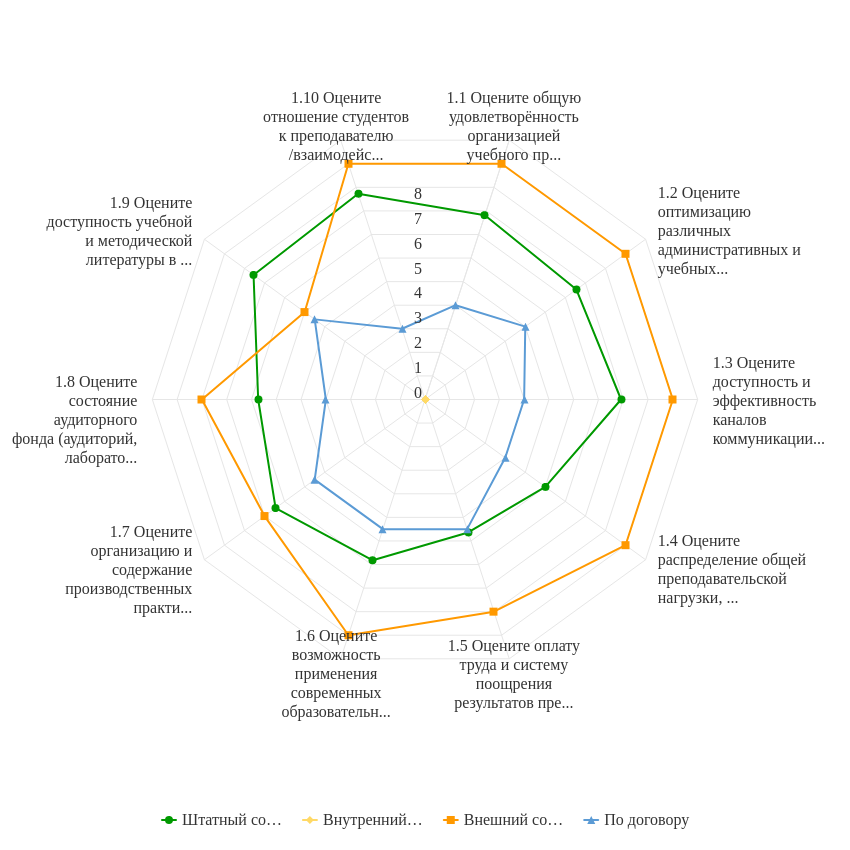 1.10 Оцените
отношение студентов
к преподавателю
/взаимодейс...
1.1 Оцените общую
удовлетворённость
организацией
учебного пр...
1.9 Оцените
доступность учебной
и методической
литературы в ...
8
7
6
5
4
3
2
1
0
1.2 Оцените
оптимизацию
различных
административных и
учебных...
1.8 Оцените
состояние
аудиторного
фонда (аудиторий,
лаборато...
1.3 Оцените
доступность и
эффективность
каналов
коммуникации...
1.7 Оцените
организацию и
содержание
производственных
практи...
1.4 Оцените
распределение общей
преподавательской
нагрузки, ...
1.6 Оцените
возможность
применения
современных
образовательн...
1.5 Оцените оплату
труда и систему
поощрения
результатов пре...
Штатный со…
Внутренний…
Внешний со…
По договору